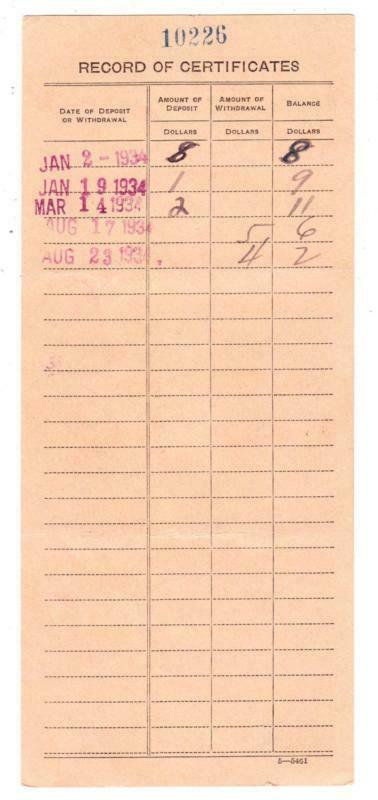 10226
RECORD OF CERTIFICATES
DATE OF DEPOSIT OR WITHDRAWAL AMOUNT OF DEPOSIT AMOUNT OF WITHDRAWAL BALANCE
DOLLARS DOLLARS DOLLARS
JAN 2 - 1934 8 8
JAN 19 1934 1 9
MAR 14 1934 2 11
AUG 17 1934 5 6
AUG 23 1934 4 2
5—5461